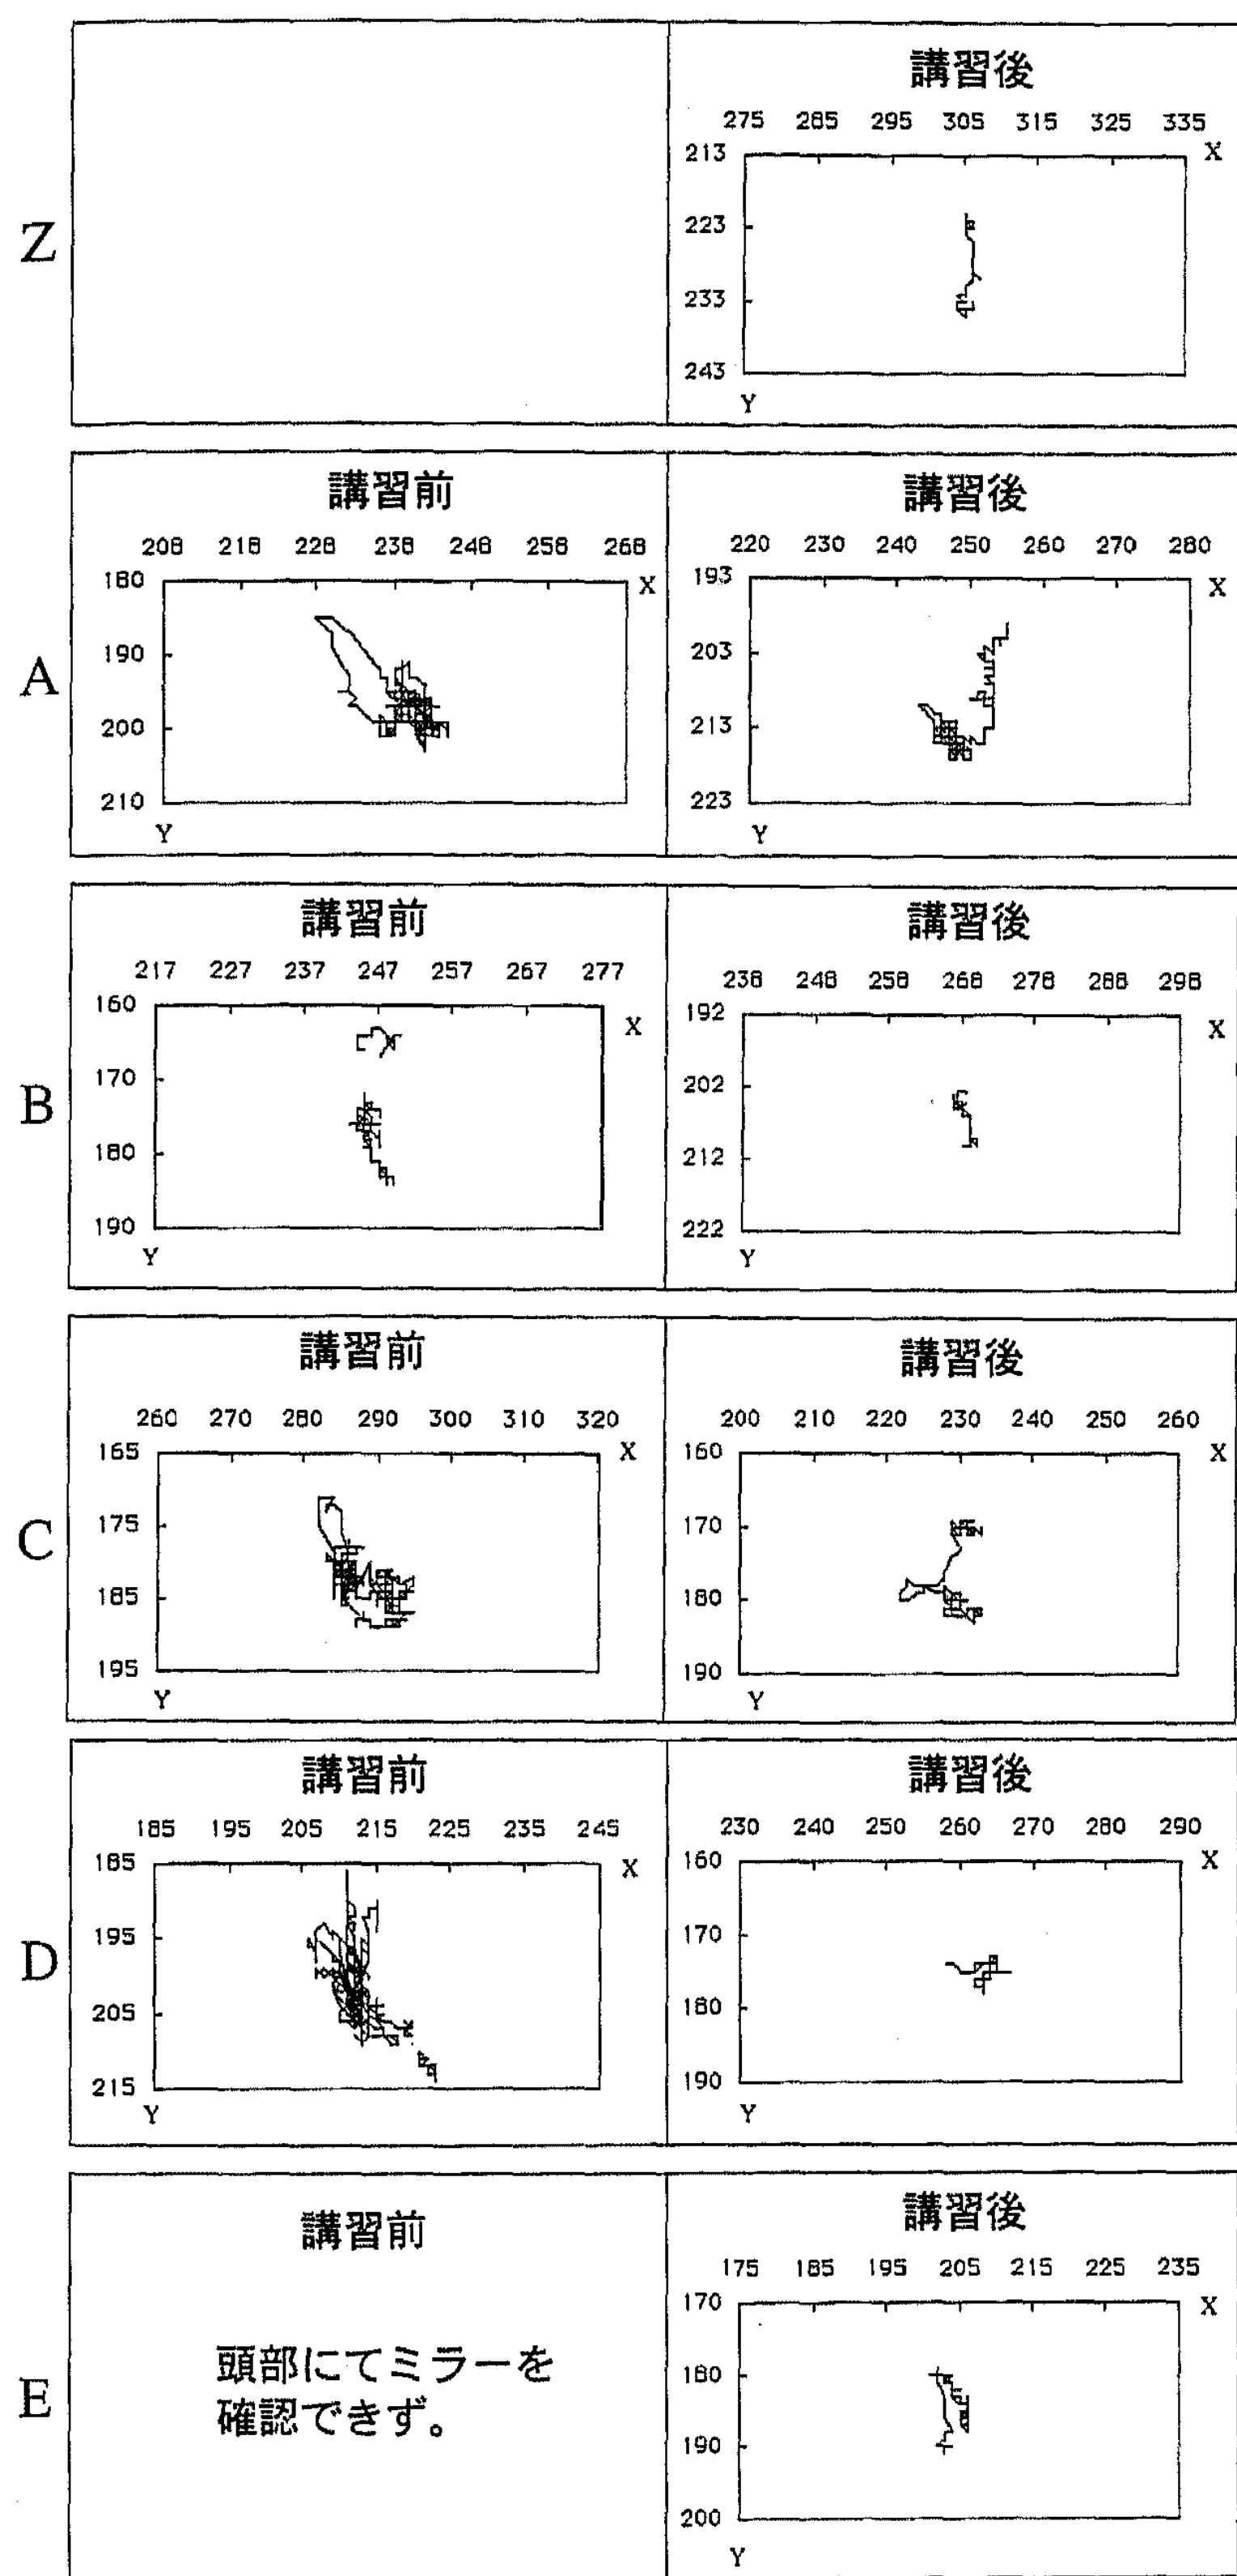 講習後
275 285 295 305 315 325 335
X
213
223
233
243
Y
Z
講習前
208 218 228 238 248 258 268
X
180
190
200
210
Y
講習後
220 230 240 250 260 270 280
X
193
203
213
223
Y
A
講習前
217 227 237 247 257 267 277
X
160
170
180
190
Y
講習後
238 248 258 268 278 288 298
X
192
202
212
222
Y
B
講習前
260 270 280 290 300 310 320
X
165
175
185
195
Y
講習後
200 210 220 230 240 250 260
X
160
170
180
190
Y
C
講習前
185 195 205 215 225 235 245
X
185
195
205
215
Y
講習後
230 240 250 260 270 280 290
X
160
170
180
190
Y
D
講習前
頭部にてミラーを
確認できず。
講習後
175 185 195 205 215 225 235
X
170
180
190
200
Y
E